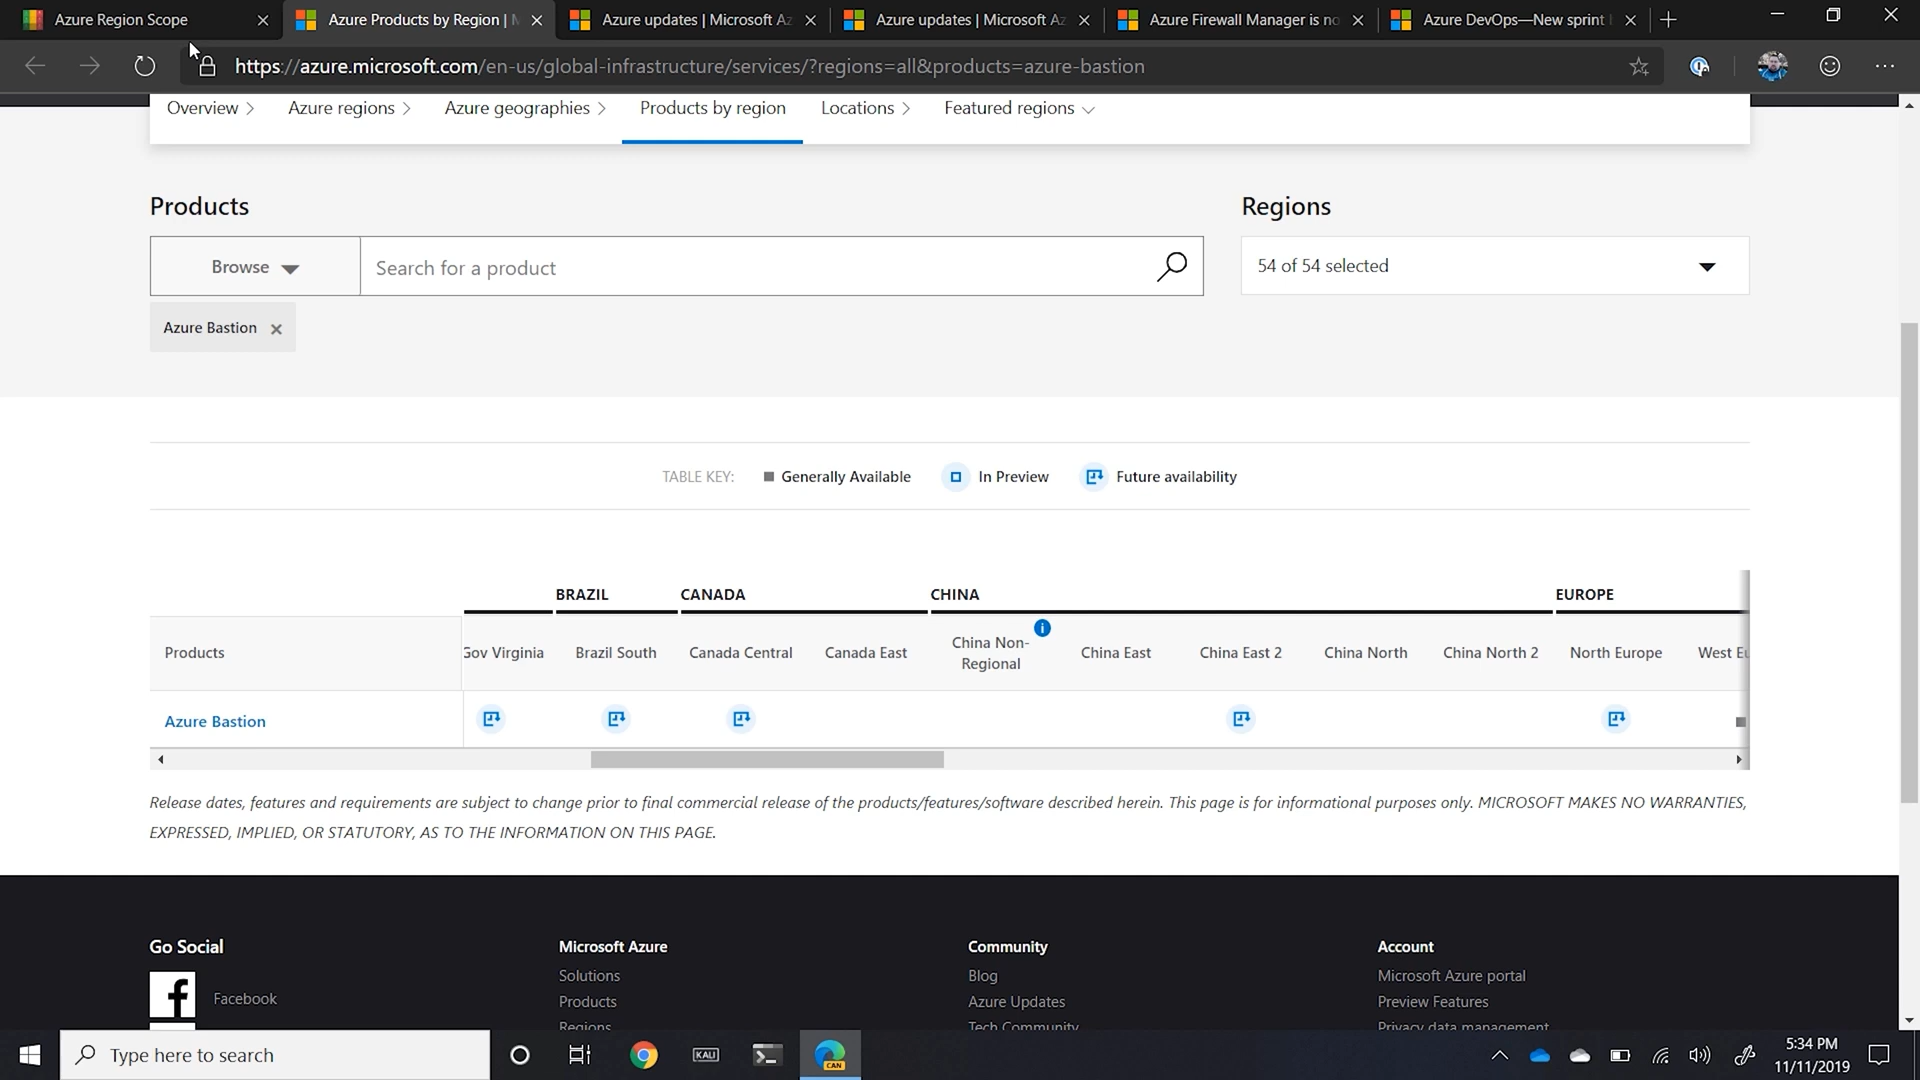 Azure Region Scope
Azure Products by Region | M
Azure updates | Microsoft Az
Azure updates | Microsoft Az
Azure Firewall Manager is no
Azure DevOps—New sprint
https://azure.microsoft.com/en-us/global-infrastructure/services/?regions=all&products=azure-bastion
Overview
Azure regions
Azure geographies
Products by region
Locations
Featured regions
Products
Regions
Browse
Search for a product
54 of 54 selected
Azure Bastion
TABLE KEY:
Generally Available
In Preview
Future availability
BRAZIL
CANADA
CHINA
EUROPE
Products
Gov Virginia
Brazil South
Canada Central
Canada East
China Non-
Regional
China East
China East 2
China North
China North 2
North Europe
West Eu
Azure Bastion
Release dates, features and requirements are subject to change prior to final commercial release of the products/features/software described herein. This page is for informational purposes only. MICROSOFT MAKES NO WARRANTIES,
EXPRESSED, IMPLIED, OR STATUTORY, AS TO THE INFORMATION ON THIS PAGE.
Go Social
Microsoft Azure
Community
Account
Facebook
Solutions
Products
Regions
Blog
Azure Updates
Tech Community
Microsoft Azure portal
Preview Features
Privacy data management
Type here to search
KALI
CAN
5:34 PM
11/11/2019